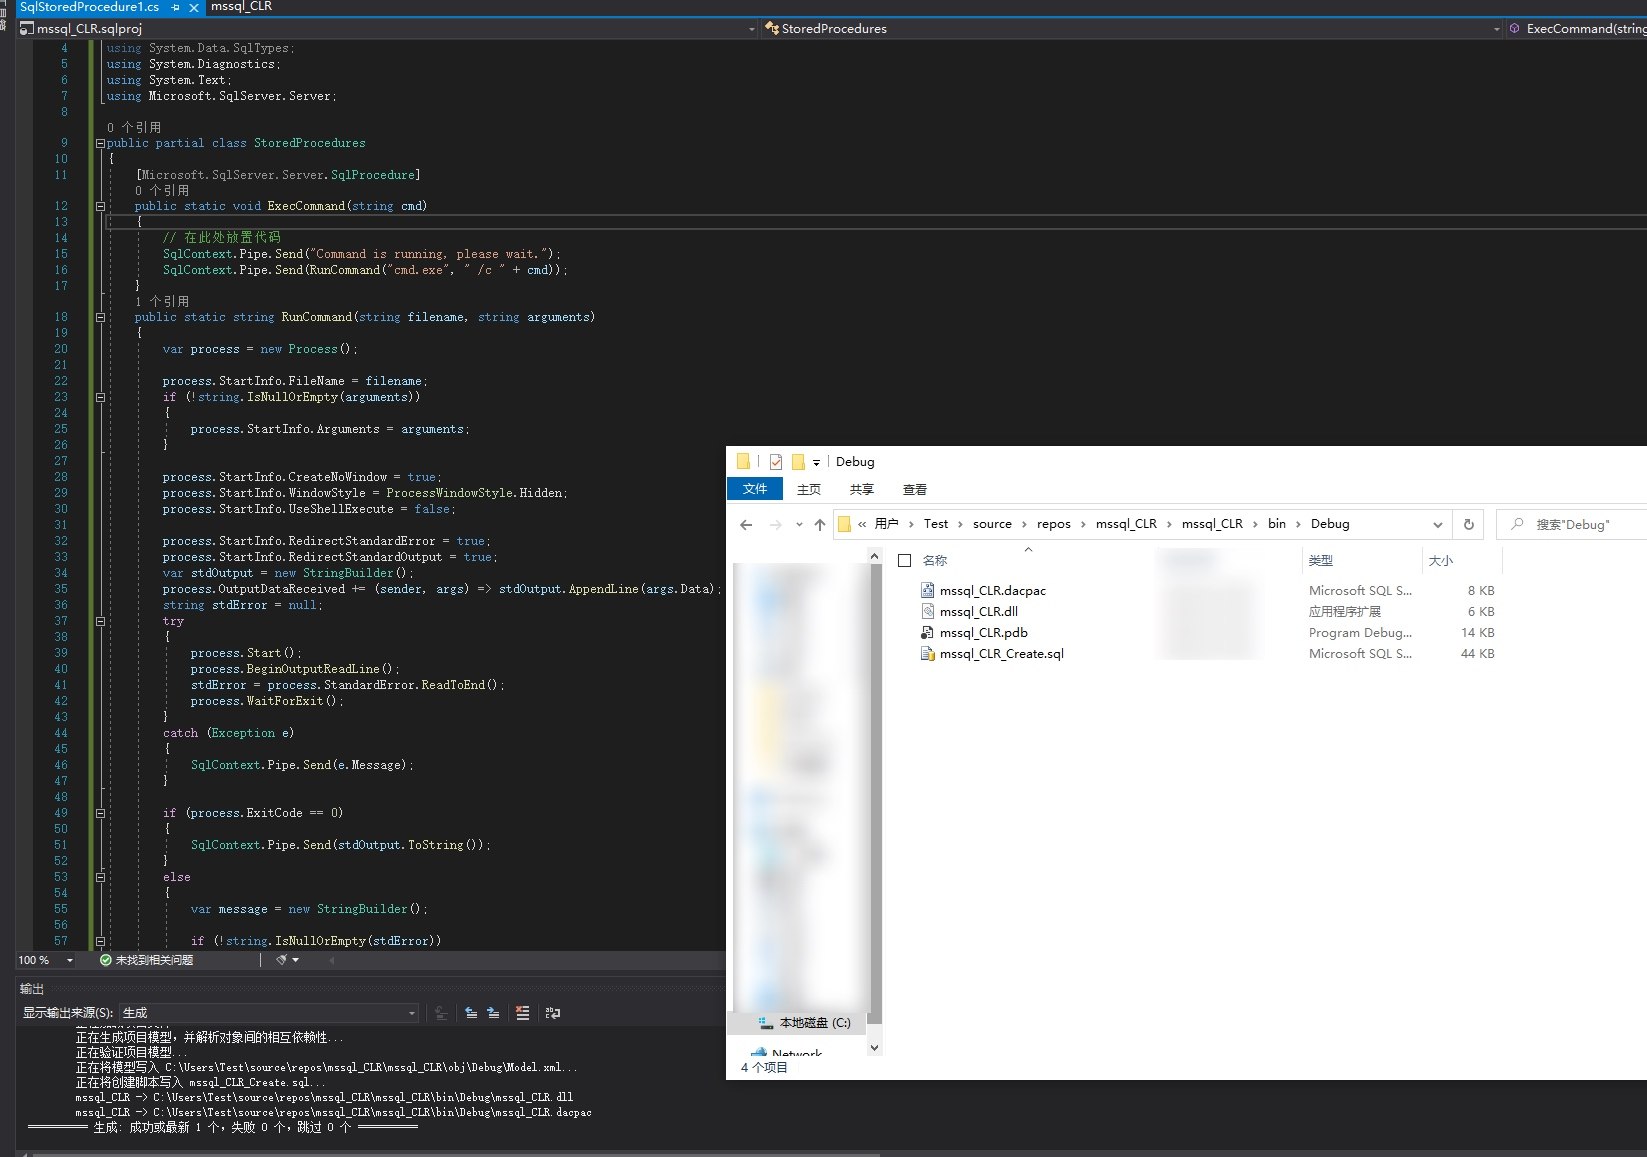 SqlStoredProcedure1.cs mssql_CLR
mssql_CLR.sqlproj StoredProcedures ExecCommand(string
4 using System.Data.SqlTypes;
5 using System.Diagnostics;
6 using System.Text;
7 using Microsoft.SqlServer.Server;
8
0 个引用
9 public partial class StoredProcedures
10 {
11 [Microsoft.SqlServer.Server.SqlProcedure]
0 个引用
12 public static void ExecCommand(string cmd)
13 {
14 // 在此处放置代码
15 SqlContext.Pipe.Send("Command is running, please wait.");
16 SqlContext.Pipe.Send(RunCommand("cmd.exe", " /c " + cmd));
17 }
1 个引用
18 public static string RunCommand(string filename, string arguments)
19 {
20 var process = new Process();
21
22 process.StartInfo.FileName = filename;
23 if (!string.IsNullOrEmpty(arguments))
24 {
25 process.StartInfo.Arguments = arguments;
26 }
27
28 process.StartInfo.CreateNoWindow = true;
29 process.StartInfo.WindowStyle = ProcessWindowStyle.Hidden;
30 process.StartInfo.UseShellExecute = false;
31
32 process.StartInfo.RedirectStandardError = true;
33 process.StartInfo.RedirectStandardOutput = true;
34 var stdOutput = new StringBuilder();
35 process.OutputDataReceived += (sender, args) => stdOutput.AppendLine(args.Data);
36 string stdError = null;
37 try
38 {
39 process.Start();
40 process.BeginOutputReadLine();
41 stdError = process.StandardError.ReadToEnd();
42 process.WaitForExit();
43 }
44 catch (Exception e)
45 {
46 SqlContext.Pipe.Send(e.Message);
47 }
48
49 if (process.ExitCode == 0)
50 {
51 SqlContext.Pipe.Send(stdOutput.ToString());
52 }
53 else
54 {
55 var message = new StringBuilder();
56
57 if (!string.IsNullOrEmpty(stdError))
100 % 未找到相关问题
输出
显示输出来源(S): 生成
正在生成项目模型，并解析对象间的相互依赖性...
正在验证项目模型...
正在将模型写入 C:\Users\Test\source\repos\mssql_CLR\mssql_CLR\obj\Debug\Model.xml...
正在将创建脚本写入 mssql_CLR_Create.sql...
mssql_CLR -> C:\Users\Test\source\repos\mssql_CLR\mssql_CLR\bin\Debug\mssql_CLR.dll
mssql_CLR -> C:\Users\Test\source\repos\mssql_CLR\mssql_CLR\bin\Debug\mssql_CLR.dacpac
========== 生成: 成功或最新 1 个，失败 0 个，跳过 0 个 ==========
Debug
文件 主页 共享 查看
« 用户 › Test › source › repos › mssql_CLR › mssql_CLR › bin › Debug 搜索"Debug"
名称 类型 大小
mssql_CLR.dacpac Microsoft SQL S... 8 KB
mssql_CLR.dll 应用程序扩展 6 KB
mssql_CLR.pdb Program Debug... 14 KB
mssql_CLR_Create.sql Microsoft SQL S... 44 KB
本地磁盘 (C:)
Network
4 个项目